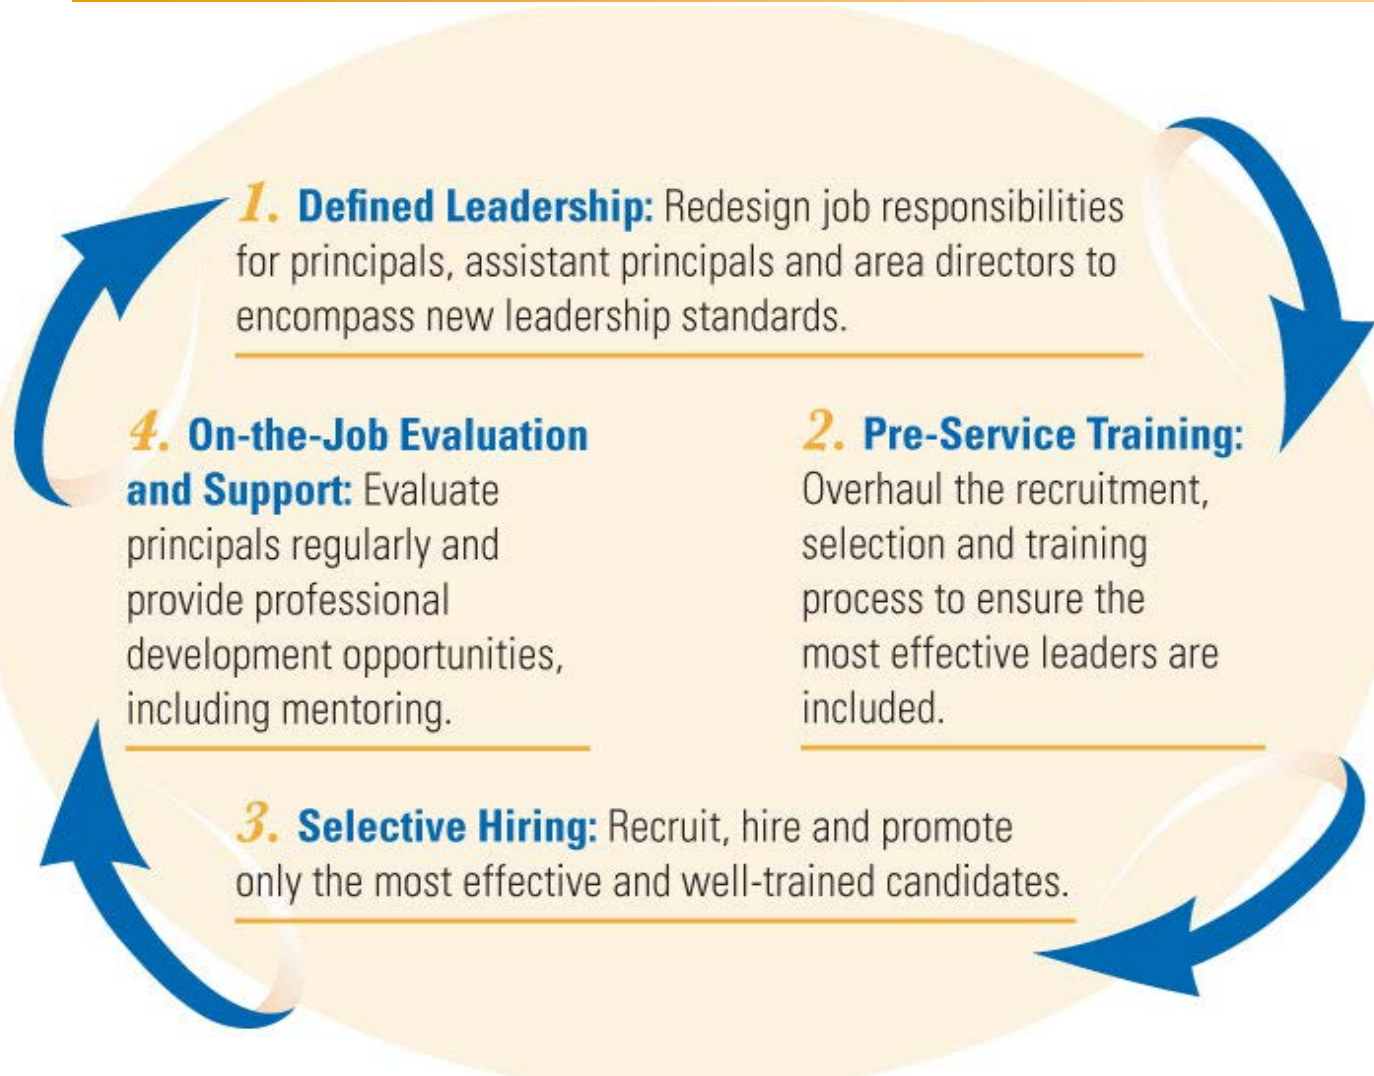 1. Defined Leadership: Redesign job responsibilities
for principals, assistant principals and area directors to
encompass new leadership standards.
2. Pre-Service Training:
Overhaul the recruitment,
selection and training
process to ensure the
most effective leaders are
included.
3. Selective Hiring: Recruit, hire and promote
only the most effective and well-trained candidates.
4. On-the-Job Evaluation
and Support: Evaluate
principals regularly and
provide professional
development opportunities,
including mentoring.